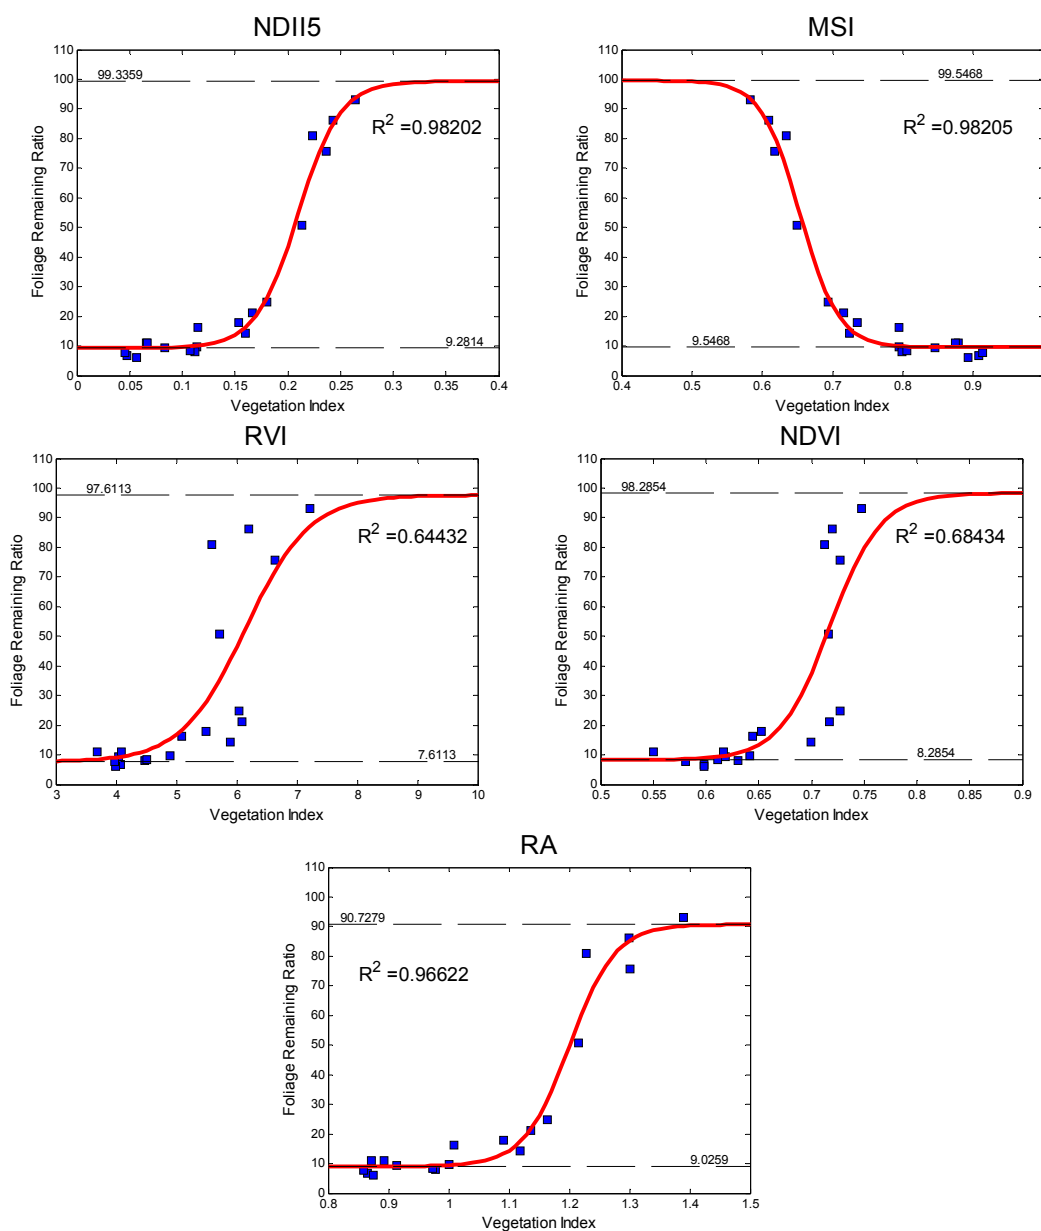 NDII5
110
100
90
80
70
60
50
40
30
20
10
0
Foliage Remaining Ratio
99.3359
R2 =0.98202
9.2814
0 0.05 0.1 0.15 0.2 0.25 0.3 0.35 0.4
Vegetation Index
MSI
110
100
90
80
70
60
50
40
30
20
10
0
Foliage Remaining Ratio
99.5468
R2 =0.98205
9.5468
0.4 0.5 0.6 0.7 0.8 0.9
Vegetation Index
RVI
110
100
90
80
70
60
50
40
30
20
10
0
Foliage Remaining Ratio
97.6113
R2 =0.64432
7.6113
3 4 5 6 7 8 9 10
Vegetation Index
NDVI
110
100
90
80
70
60
50
40
30
20
10
0
Foliage Remaining Ratio
98.2854
R2 =0.68434
8.2854
0.5 0.55 0.6 0.65 0.7 0.75 0.8 0.85 0.9
Vegetation Index
RA
110
100
90
80
70
60
50
40
30
20
10
0
Foliage Remaining Ratio
90.7279
R2 =0.96622
9.0259
0.8 0.9 1 1.1 1.2 1.3 1.4 1.5
Vegetation Index